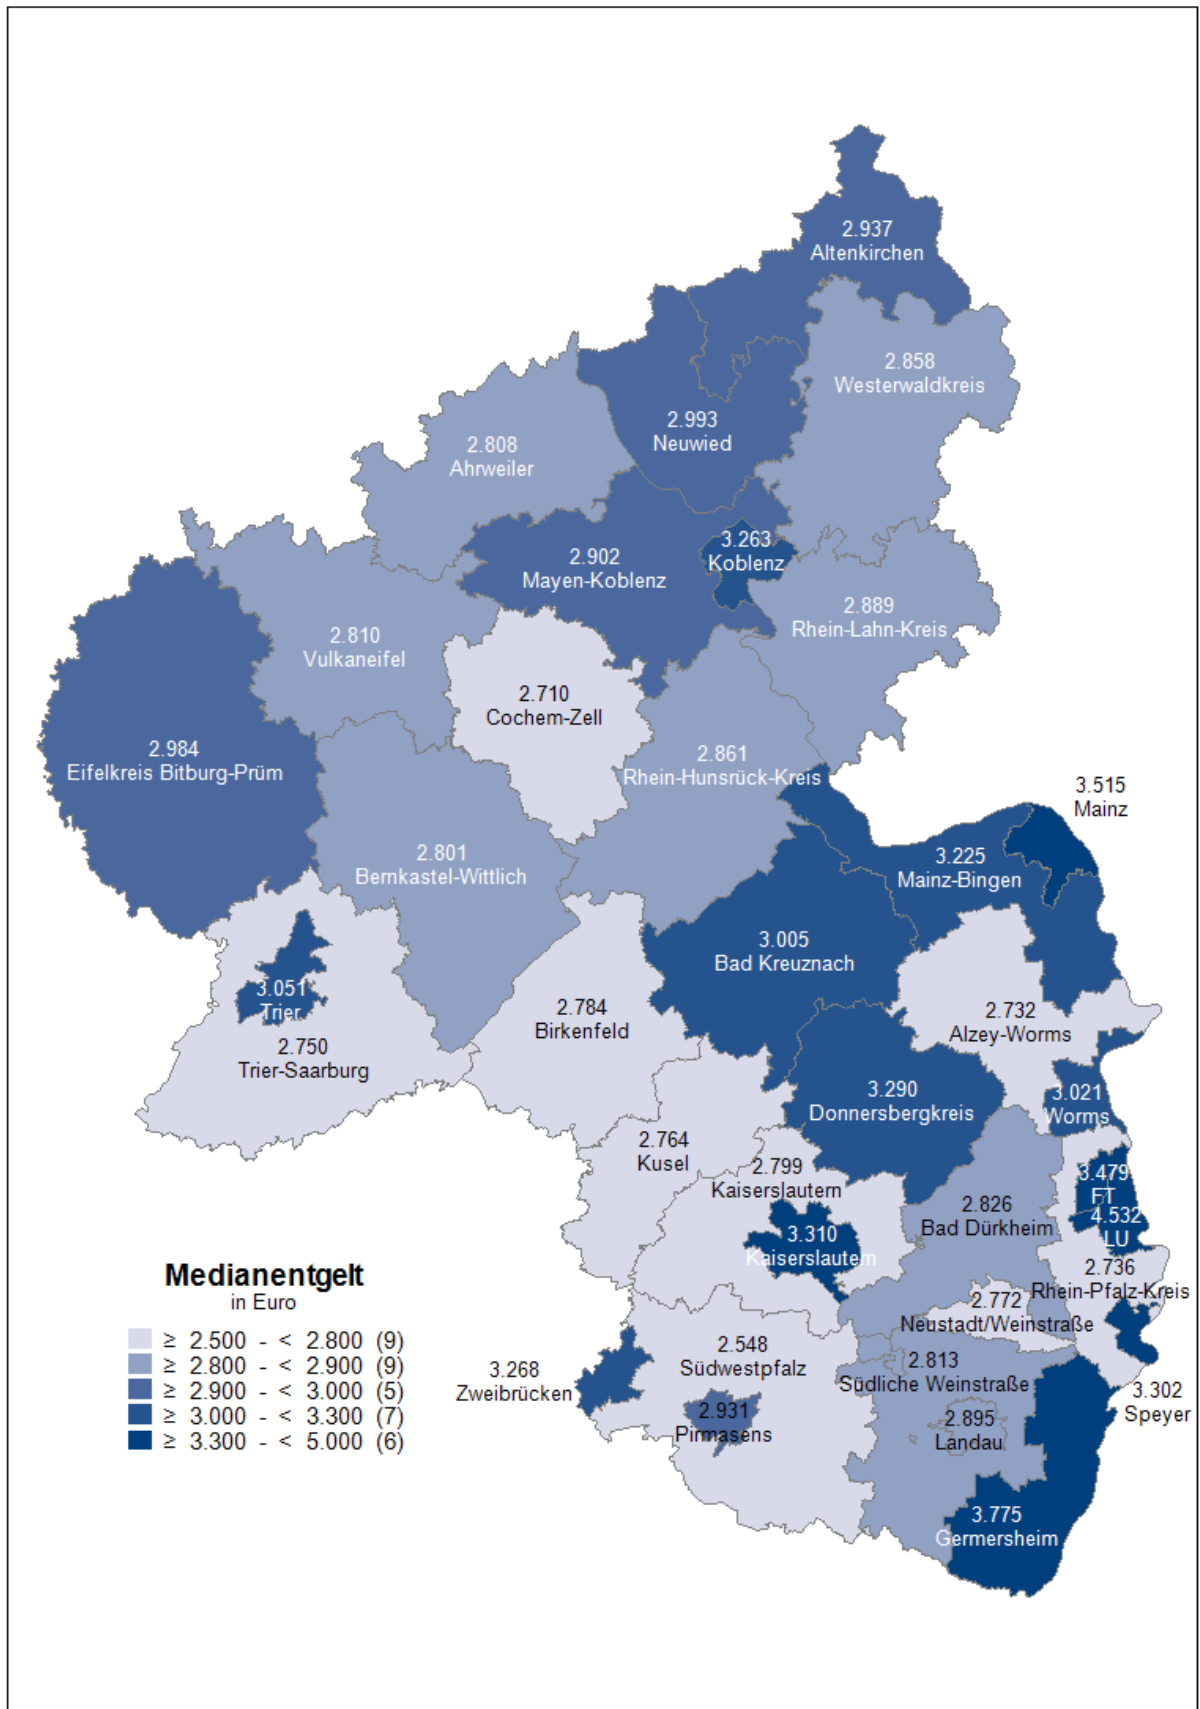 2.937
Altenkirchen
2.858
Westerwaldkreis
2.993
Neuwied
2.808
Ahrweiler
3.263
Koblenz
2.902
Mayen-Koblenz
2.889
Rhein-Lahn-Kreis
2.810
Vulkaneifel
2.710
Cochem-Zell
2.984
Eifelkreis Bitburg-Prüm
2.861
Rhein-Hunsrück-Kreis
3.515
Mainz
2.801
Bernkastel-Wittlich
3.225
Mainz-Bingen
3.005
Bad Kreuznach
3.051
Trier
2.784
Birkenfeld
2.732
Alzey-Worms
2.750
Trier-Saarburg
3.290
Donnersbergkreis
3.021
Worms
2.764
Kusel
2.799
Kaiserslautern
3.479
FT
2.826
Bad Dürkheim
4.532
LU
3.310
Kaiserslautern
2.736
Rhein-Pfalz-Kreis
2.772
Neustadt/Weinstraße
2.548
Südwestpfalz
2.813
Südliche Weinstraße
3.268
Zweibrücken
3.302
Speyer
2.931
Pirmasens
2.895
Landau
3.775
Germersheim
Medianentgelt
in Euro
≥ 2.500 - < 2.800 (9)
≥ 2.800 - < 2.900 (9)
≥ 2.900 - < 3.000 (5)
≥ 3.000 - < 3.300 (7)
≥ 3.300 - < 5.000 (6)